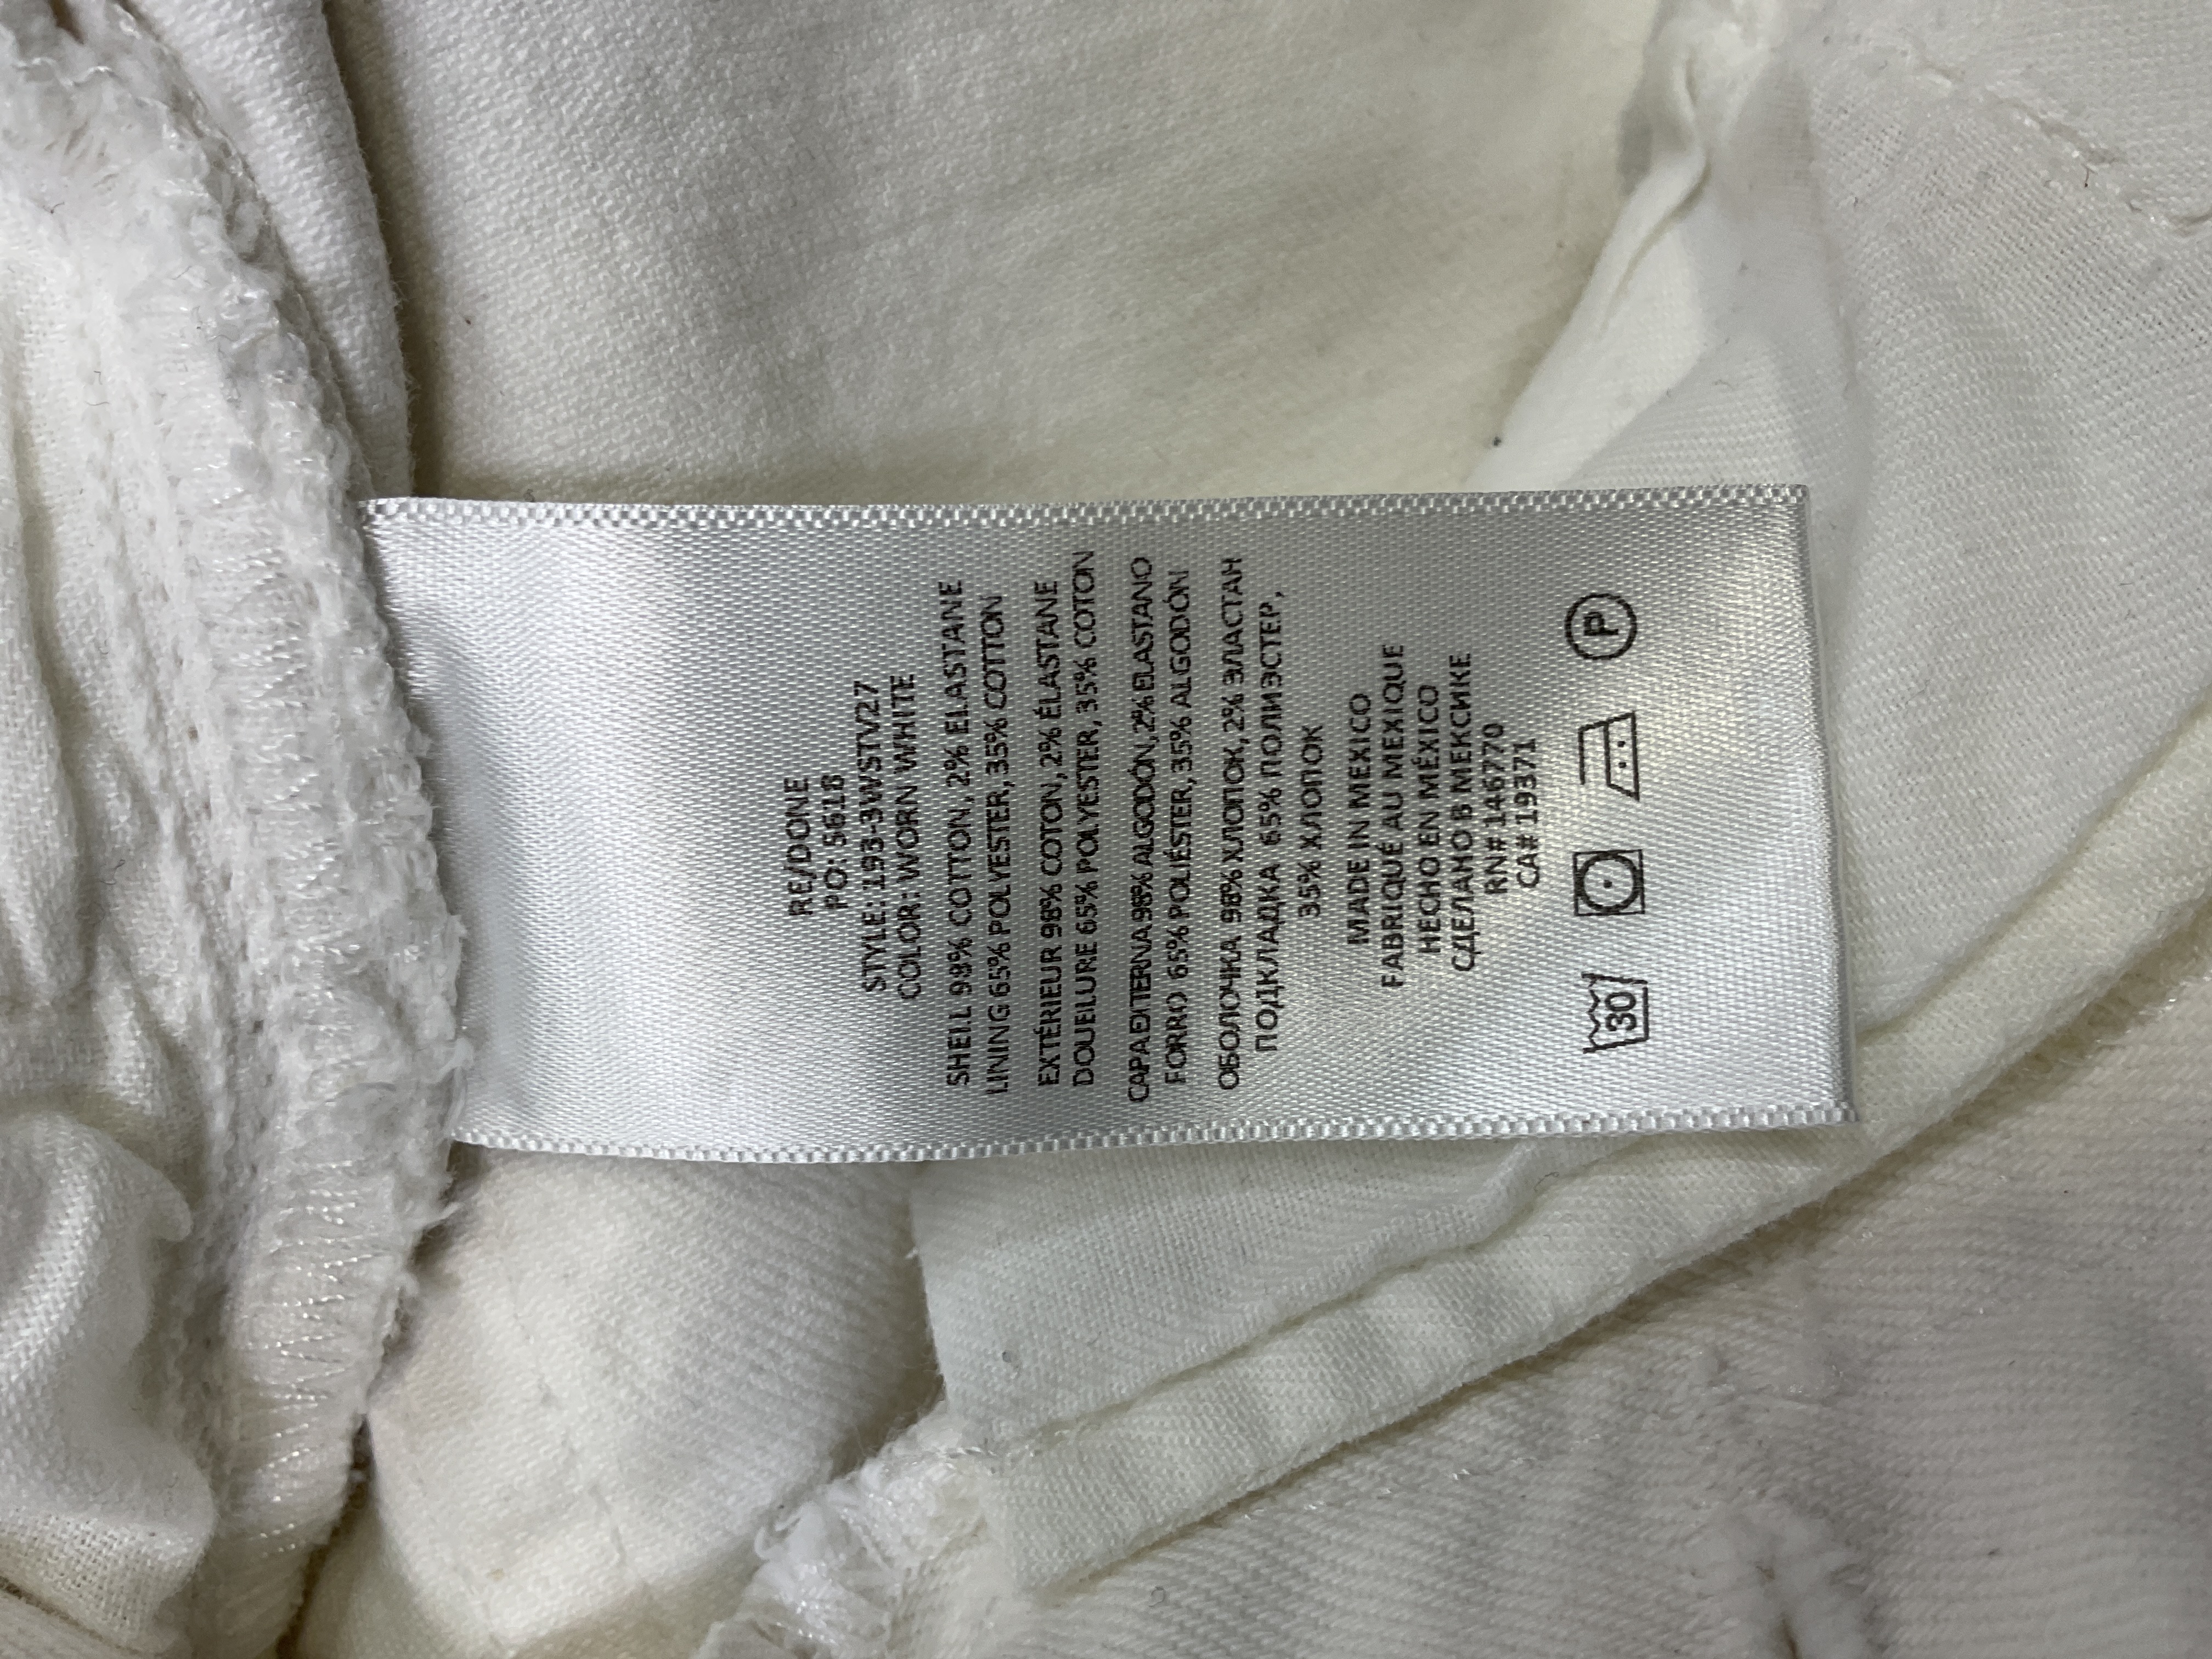 RE/DONE
PO: 5618
STYLE: 193-3WSTV27
COLOR: WORN WHITE
SHELL 98% COTTON, 2% ELASTANE
LINING 65% POLYESTER, 35% COTTON
EXTÉRIEUR 98% COTON, 2% ÉLASTANE
DOUELURE 65% POLYESTER, 35% COTON
CAPA EXTERNA 98% ALGODÓN, 2% ELASTANO
FORRO 65% POLIÉSTER, 35% ALGODÓN
ОБОЛОЧКА 98% ХЛОПОК, 2% ЭЛАСТАН
ПОДКЛАДКА 65% ПОЛИЭСТЕР,
35% ХЛОПОК
MADE IN MEXICO
FABRIQUÉ AU MEXIQUE
HECHO EN MÉXICO
СДЕЛАНО В МЕКСИКЕ
RN# 146770
CA# 19371
30 P